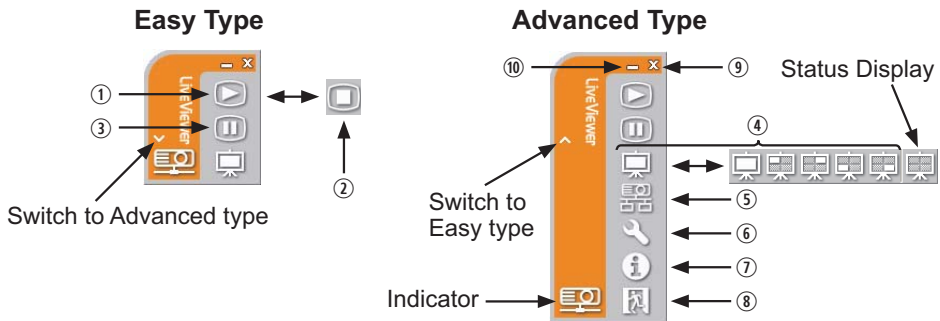 Easy Type
LiveViewer
①
③
②
Switch to Advanced type
Advanced Type
⑩
⑨
LiveViewer
Status Display
④
Switch to
Easy type
⑤
⑥
⑦
Indicator
⑧